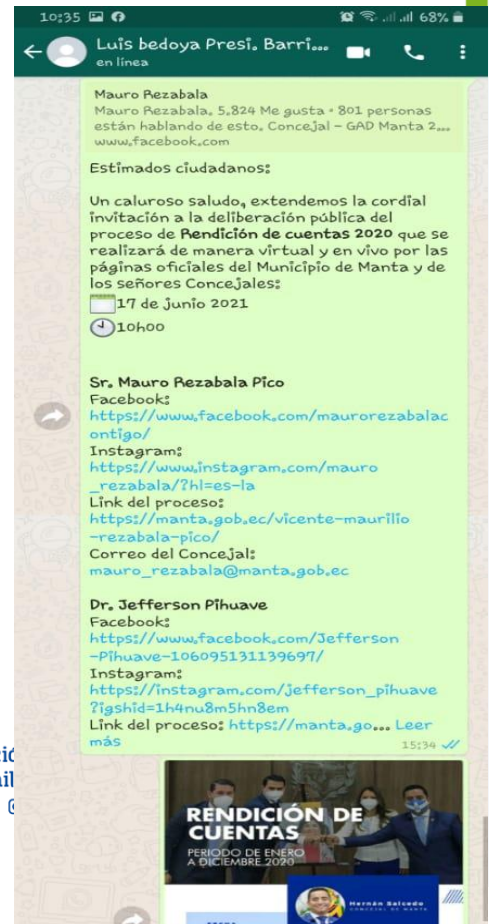 10:35
68%
Luis bedoya Presi. Barri...
en línea
Mauro Rezabala
Mauro Rezabala, 5,824 Me gusta · 801 personas
están hablando de esto. Concejal – GAD Manta 2...
www.facebook.com
Estimados ciudadanos:
Un caluroso saludo, extendemos la cordial
invitación a la deliberación pública del
proceso de Rendición de cuentas 2020 que se
realizará de manera virtual y en vivo por las
páginas oficiales del Municipio de Manta y de
los señores Concejales:
17 de junio 2021
10h00
Sr. Mauro Rezabala Pico
Facebook:
https://www.facebook.com/maurorezabalac
ontigo/
Instagram:
https://www.instagram.com/mauro
_rezabala/?hl=es-la
Link del proceso:
https://manta.gob.ec/vicente-maurilio
-rezabala-pico/
Correo del Concejal:
mauro_rezabala@manta.gob.ec
Dr. Jefferson Pihuave
Facebook:
https://www.facebook.com/Jefferson
-Pihuave-106095131139697/
Instagram:
https://instagram.com/jefferson_pihuave
?igshid=1h4nu8m5hn8em
Link del proceso: https://manta.go... Leer
más
15:34
RENDICIÓN DE
CUENTAS
PERIODO DE ENERO
A DICIEMBRE 2020
Hernán Salcedo
CONCEJAL DE MANTA